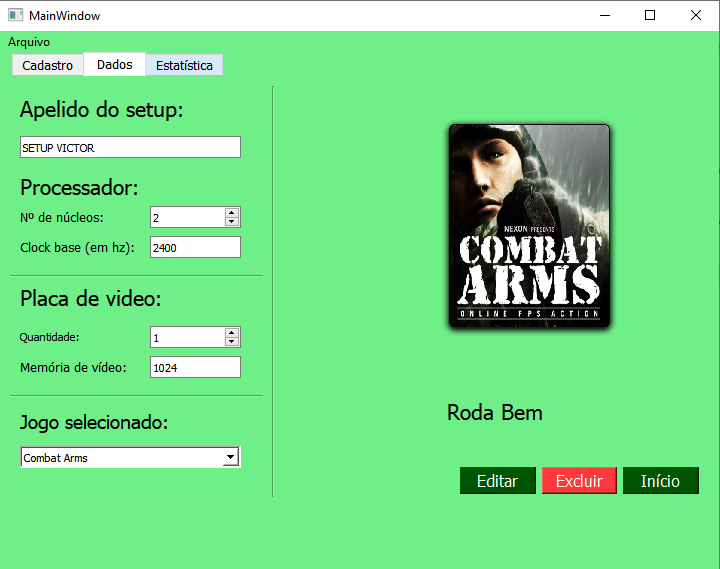 MainWindow
Arquivo
Cadastro Dados Estatística
Apelido do setup:
SETUP VICTOR
Processador:
Nº de núcleos: 2
Clock base (em hz): 2400
Placa de video:
Quantidade: 1
Memória de vídeo: 1024
Jogo selecionado:
Combat Arms
NEXON PRESENTS
COMBAT
ARMS
ONLINE FPS ACTION
Roda Bem
Editar Excluir Início